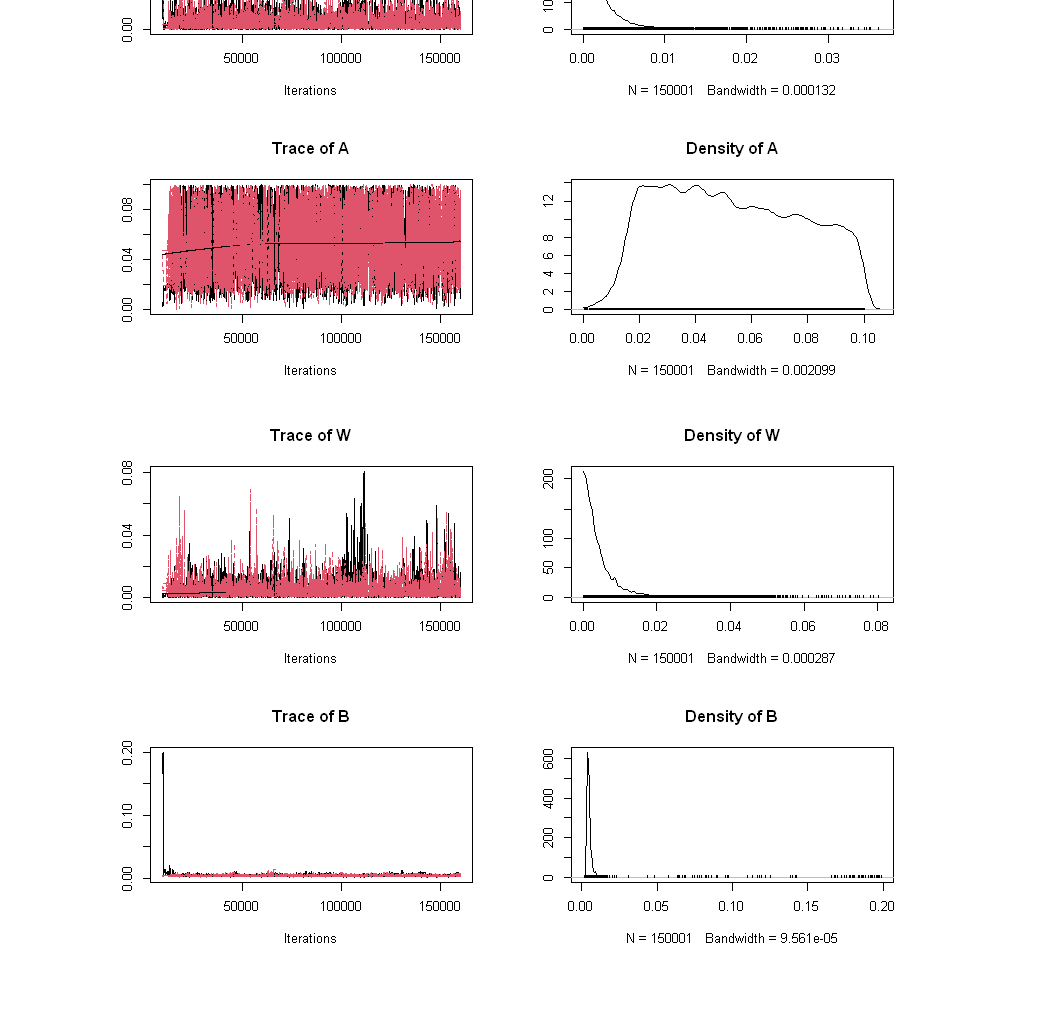 0.00
50000 100000 150000
Iterations
0 10
0.00 0.01 0.02 0.03
N = 150001 Bandwidth = 0.000132
Trace of A
0.00 0.04 0.08
50000 100000 150000
Iterations
Density of A
0 2 4 6 8 12
0.00 0.02 0.04 0.06 0.08 0.10
N = 150001 Bandwidth = 0.002099
Trace of W
0.00 0.04 0.08
50000 100000 150000
Iterations
Density of W
0 50 100 200
0.00 0.02 0.04 0.06 0.08
N = 150001 Bandwidth = 0.000287
Trace of B
0.00 0.10 0.20
50000 100000 150000
Iterations
Density of B
0 200 400 600
0.00 0.05 0.10 0.15 0.20
N = 150001 Bandwidth = 9.561e-05